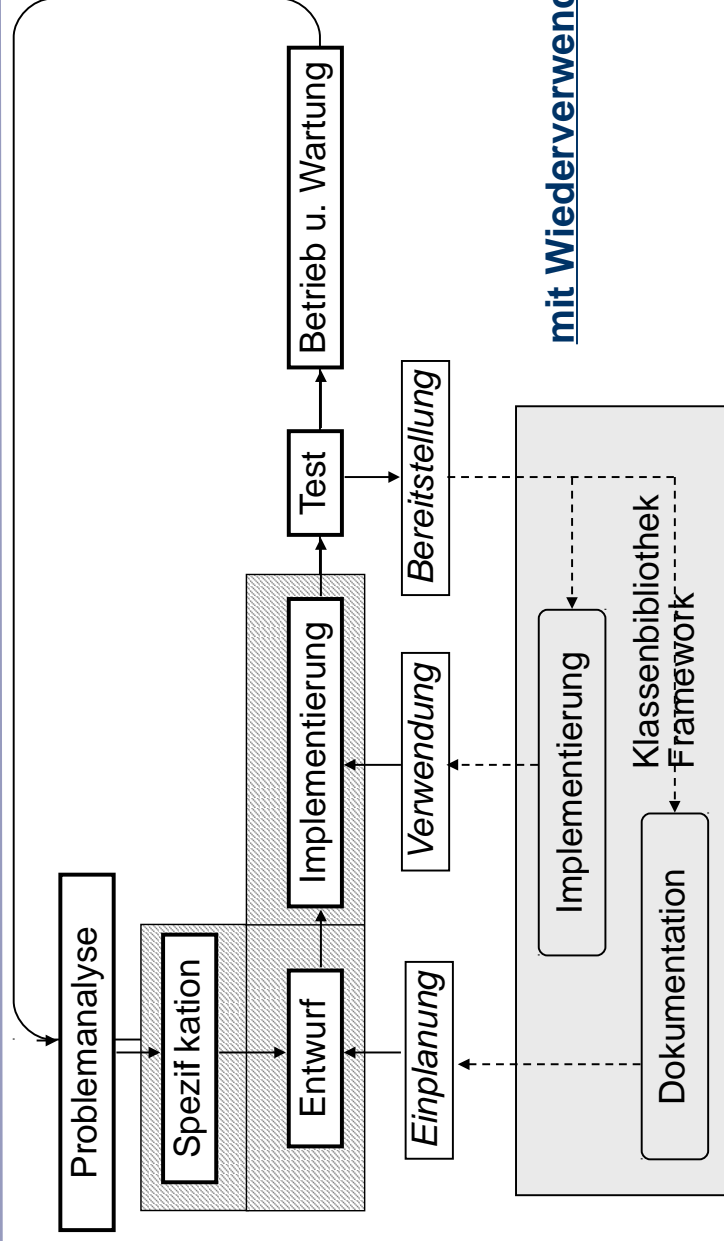 Problemanalyse
Spezif kation
Entwurf
Implementierung
Test
Betrieb u. Wartung
Einplanung
Verwendung
Bereitstellung
Implementierung
Klassenbibliothek
Framework
Dokumentation
mit Wiederverwend